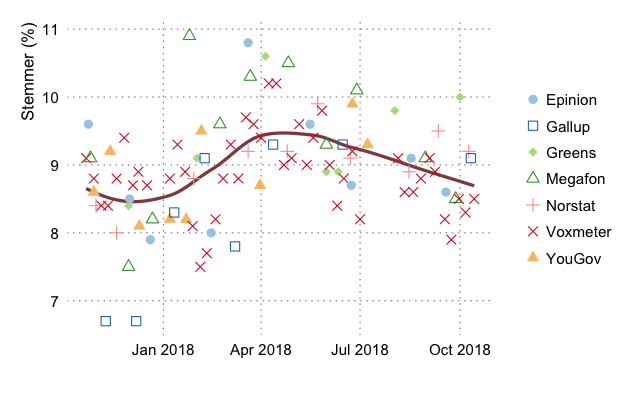 Stemmer (%)
11
10
9
8
7
Jan 2018
Apr 2018
Jul 2018
Oct 2018
Epinion
Gallup
Greens
Megafon
Norstat
Voxmeter
YouGov